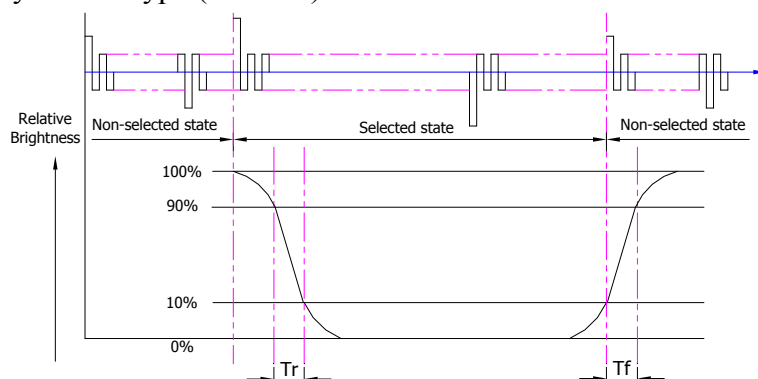 Relative
Brightness
Non-selected state
Selected state
Non-selected state
100%
90%
10%
0%
Tr
Tf